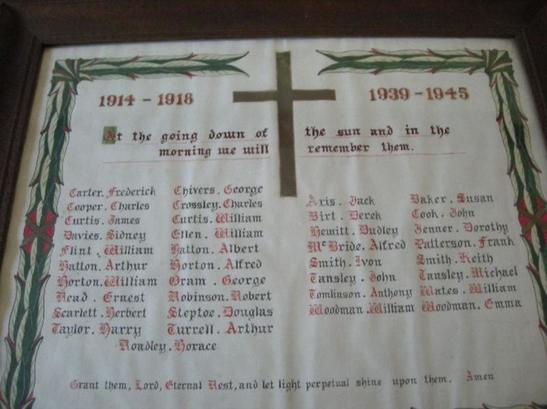 1914 - 1918
1939 - 1945
At the going down of the sun and in the
morning we will remember them.
Carter. Frederick Chivers. George
Cooper. Charles Crossley. Charles
Curtis. James Curtis. William
Davies. Sidney Ellen. William
Flint. William Hatton. Albert
Hatton. Arthur Horton. Alfred
Horton. William Oram. George
Read. Ernest Robinson. Robert
Scarlett. Herbert Steptoe. Douglas
Taylor. Harry Turrell. Arthur
Roadley. Horace
Axis. Jack Baker. Susan
Birt. Derek Cook. John
Hewitt. Dudley Jenner. Dorothy
McBride. Alfred Patterson. Frank
Smith. Ivon Smith. Keith
Tansley. John Tansley. Michael
Tomlinson. Anthony Wates. William
Woodman. William Woodman. Emma
Grant them, Lord, Eternal Rest, and let light perpetual shine upon them. Amen